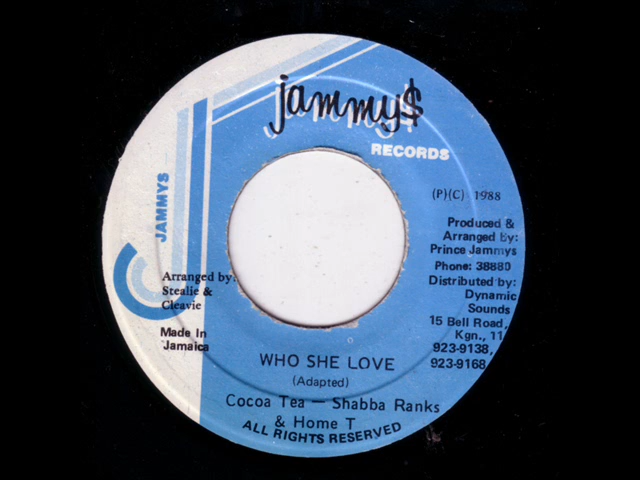 jammy$
RECORDS
JAMMYS
(P)(C) 1988
Produced &
Arranged By:
Prince Jammys
Phone: 38880
Distributed by:
Dynamic
Sounds
15 Bell Road,
Kgn., 11,
923-9138,
923-9168
Arranged by:
Stealie &
Cleavie
Made In
Jamaica
WHO SHE LOVE
(Adapted)
Cocoa Tea — Shabba Ranks
& Home T
ALL RIGHTS RESERVED